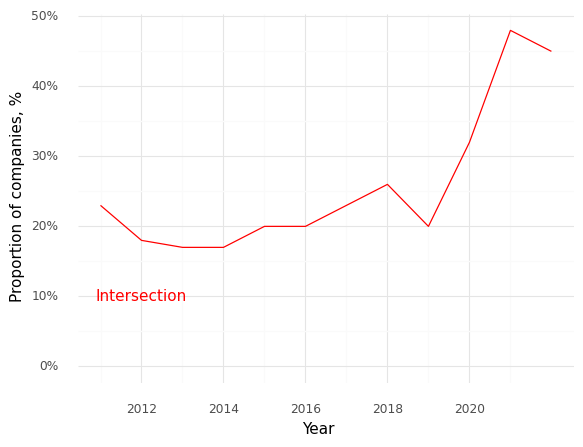 50%
40%
30%
20%
10%
0%
Proportion of companies, %
Intersection
2012 2014 2016 2018 2020
Year